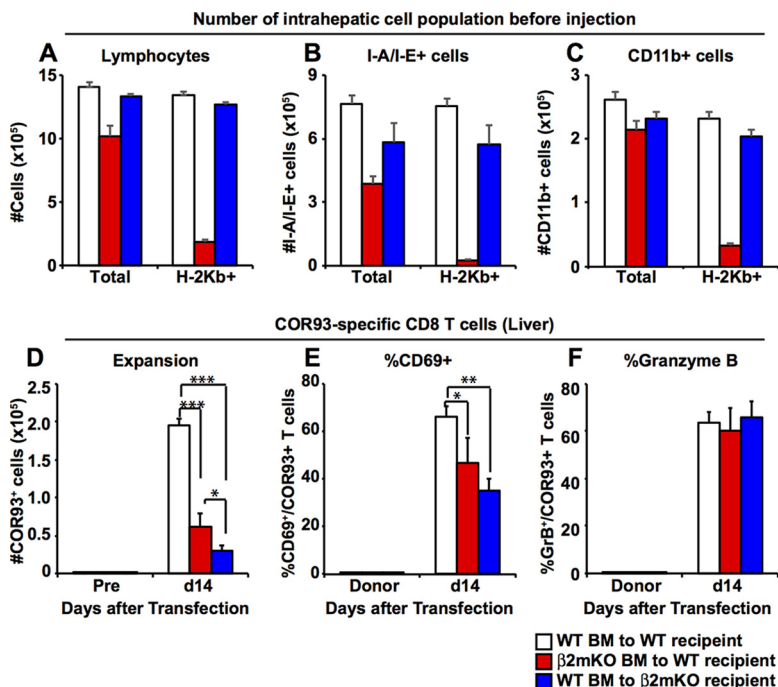 Number of intrahepatic cell population before injection
A Lymphocytes
#Cells (x10⁵)
15
10
5
0
Total H-2Kb+
B I-A/I-E+ cells
#I-A/I-E+ cells (x10⁵)
9
6
3
0
Total H-2Kb+
C CD11b+ cells
#CD11b+ cells (x10⁵)
3
2
1
0
Total H-2Kb+
COR93-specific CD8 T cells (Liver)
D Expansion
#COR93⁺ cells (x10⁵)
2.5
2.0
1.5
1.0
0.5
0
***
***
*
Pre d14
Days after Transfection
E %CD69+
%CD69⁺/COR93+ T cells
80
60
40
20
0
**
*
Donor d14
Days after Transfection
F %Granzyme B
%GrB⁺/COR93+ T cells
80
60
40
20
0
Donor d14
Days after Transfection
WT BM to WT recipeint
β2mKO BM to WT recipient
WT BM to β2mKO recipient